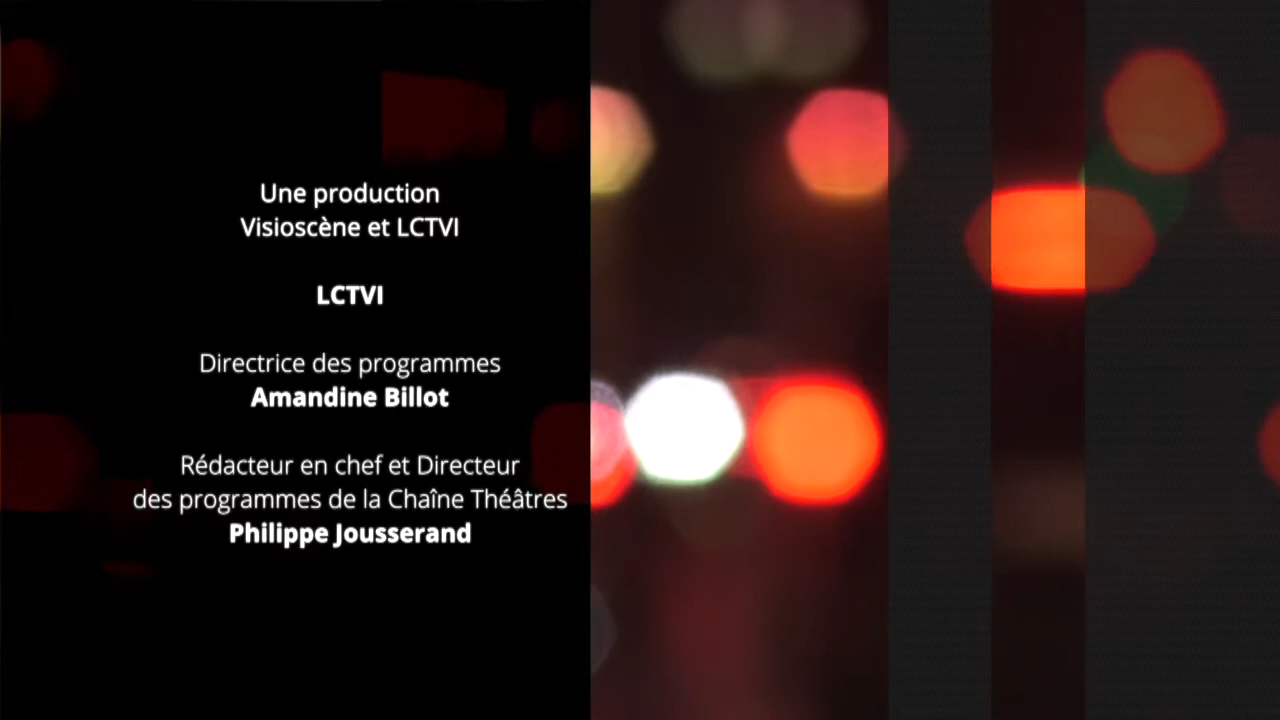 Une production
Visioscène et LCTVI
LCTVI
Directrice des programmes
Amandine Billot
Rédacteur en chef et Directeur
des programmes de la Chaîne Théâtres
Philippe Jousserand